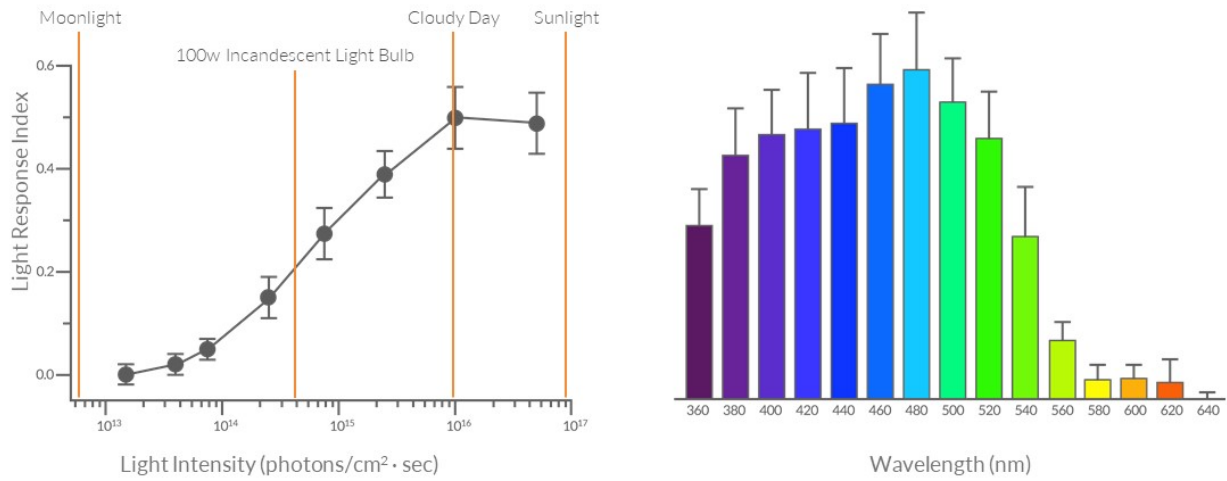 Moonlight
Cloudy Day
Sunlight
100w Incandescent Light Bulb
Light Response Index
0.6
0.4
0.2
0.0
10¹³
10¹⁴
10¹⁵
10¹⁶
10¹⁷
Light Intensity (photons/cm² · sec)
360 380 400 420 440 460 480 500 520 540 560 580 600 620 640
Wavelength (nm)